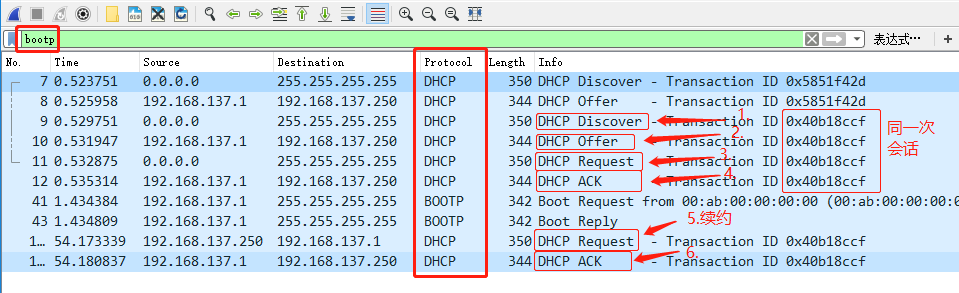 bootp
表达式…
No. Time Source Destination Protocol Length Info
7 0.523751 0.0.0.0 255.255.255.255 DHCP 350 DHCP Discover - Transaction ID 0x5851f42d
8 0.525958 192.168.137.1 192.168.137.250 DHCP 344 DHCP Offer - Transaction ID 0x5851f42d
9 0.529751 0.0.0.0 255.255.255.255 DHCP 350 DHCP Discover 1. - Transaction ID 0x40b18ccf
10 0.531947 192.168.137.1 192.168.137.250 DHCP 344 DHCP Offer 2. - Transaction ID 0x40b18ccf
11 0.532875 0.0.0.0 255.255.255.255 DHCP 350 DHCP Request 3. - Transaction ID 0x40b18ccf
12 0.535314 192.168.137.1 192.168.137.250 DHCP 344 DHCP ACK 4. - Transaction ID 0x40b18ccf
同一次
会话
41 1.434384 192.168.137.1 192.168.137.255 BOOTP 342 Boot Request from 00:ab:00:00:00:00 (00:ab:00:00:00:0
43 1.434809 192.168.137.1 192.168.137.250 BOOTP 342 Boot Reply
5.续约
1… 54.173339 192.168.137.250 192.168.137.1 DHCP 350 DHCP Request - Transaction ID 0x40b18ccf
1… 54.180837 192.168.137.1 192.168.137.250 DHCP 344 DHCP ACK 6. - Transaction ID 0x40b18ccf